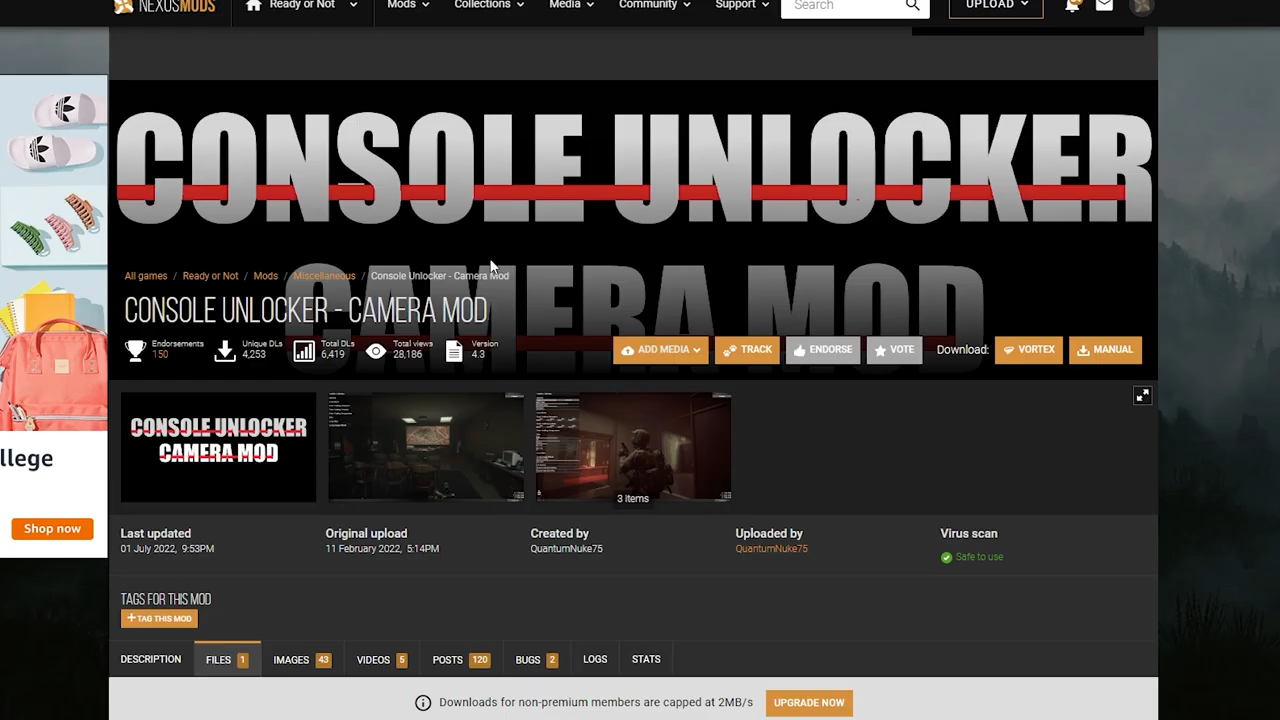 NEXUSMODS
Ready or Not
Mods
Collections
Media
Community
Support
Search
UPLOAD
CONSOLE UNLOCKER
CAMERA MOD
All games / Ready or Not / Mods / Miscellaneous / Console Unlocker - Camera Mod
CONSOLE UNLOCKER - CAMERA MOD
Endorsements
150
Unique DLs
4,253
Total DLs
6,419
Total views
28,186
Version
4.3
ADD MEDIA
TRACK
ENDORSE
VOTE
Download:
VORTEX
MANUAL
CONSOLE UNLOCKER
CAMERA MOD
3 items
llege
Shop now
Last updated
01 July 2022, 9:53PM
Original upload
11 February 2022, 5:14PM
Created by
QuantumNuke75
Uploaded by
QuantumNuke75
Virus scan
Safe to use
TAGS FOR THIS MOD
+ TAG THIS MOD
DESCRIPTION
FILES 1
IMAGES 43
VIDEOS 5
POSTS 120
BUGS 2
LOGS
STATS
Downloads for non-premium members are capped at 2MB/s
UPGRADE NOW